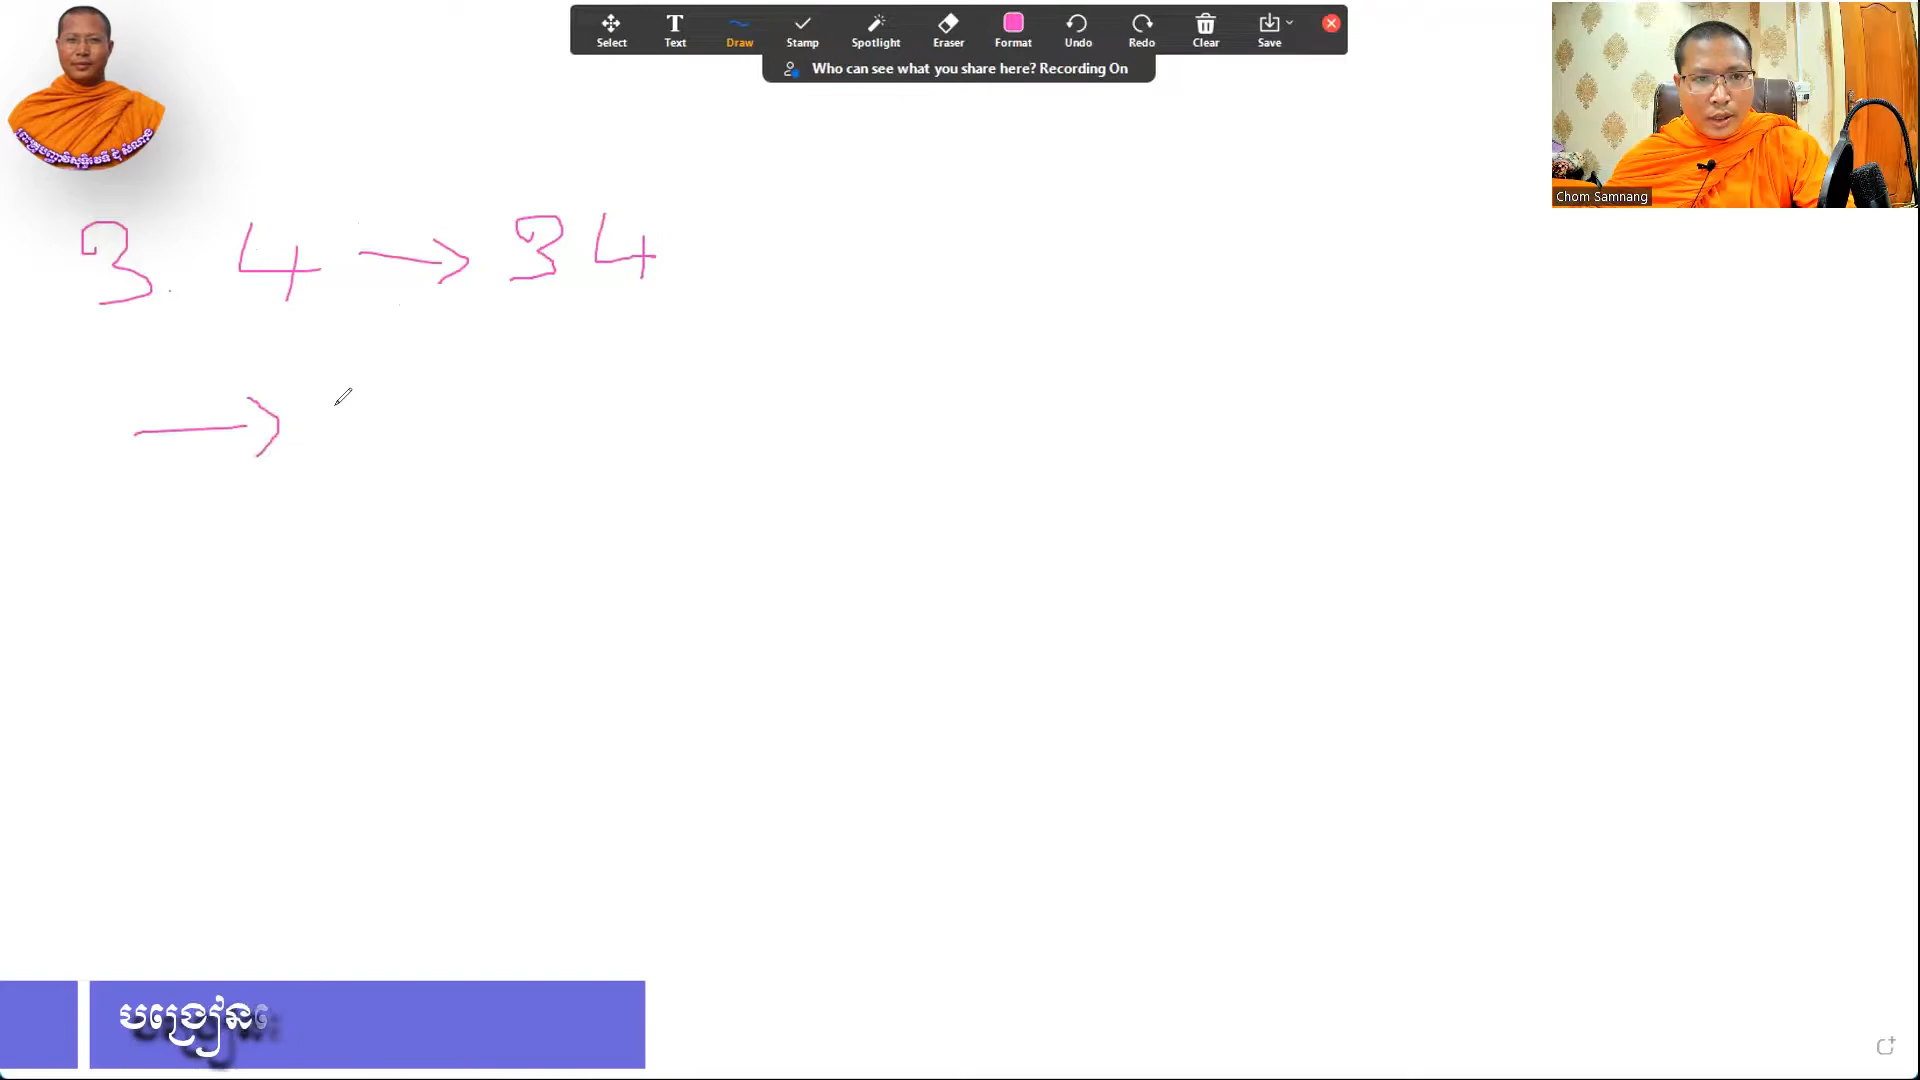 Select Text Draw Stamp Spotlight Eraser Format Undo Redo Clear Save
Who can see what you share here? Recording On
Chom Samnang
3. 4 → 34
→
បង្រៀន